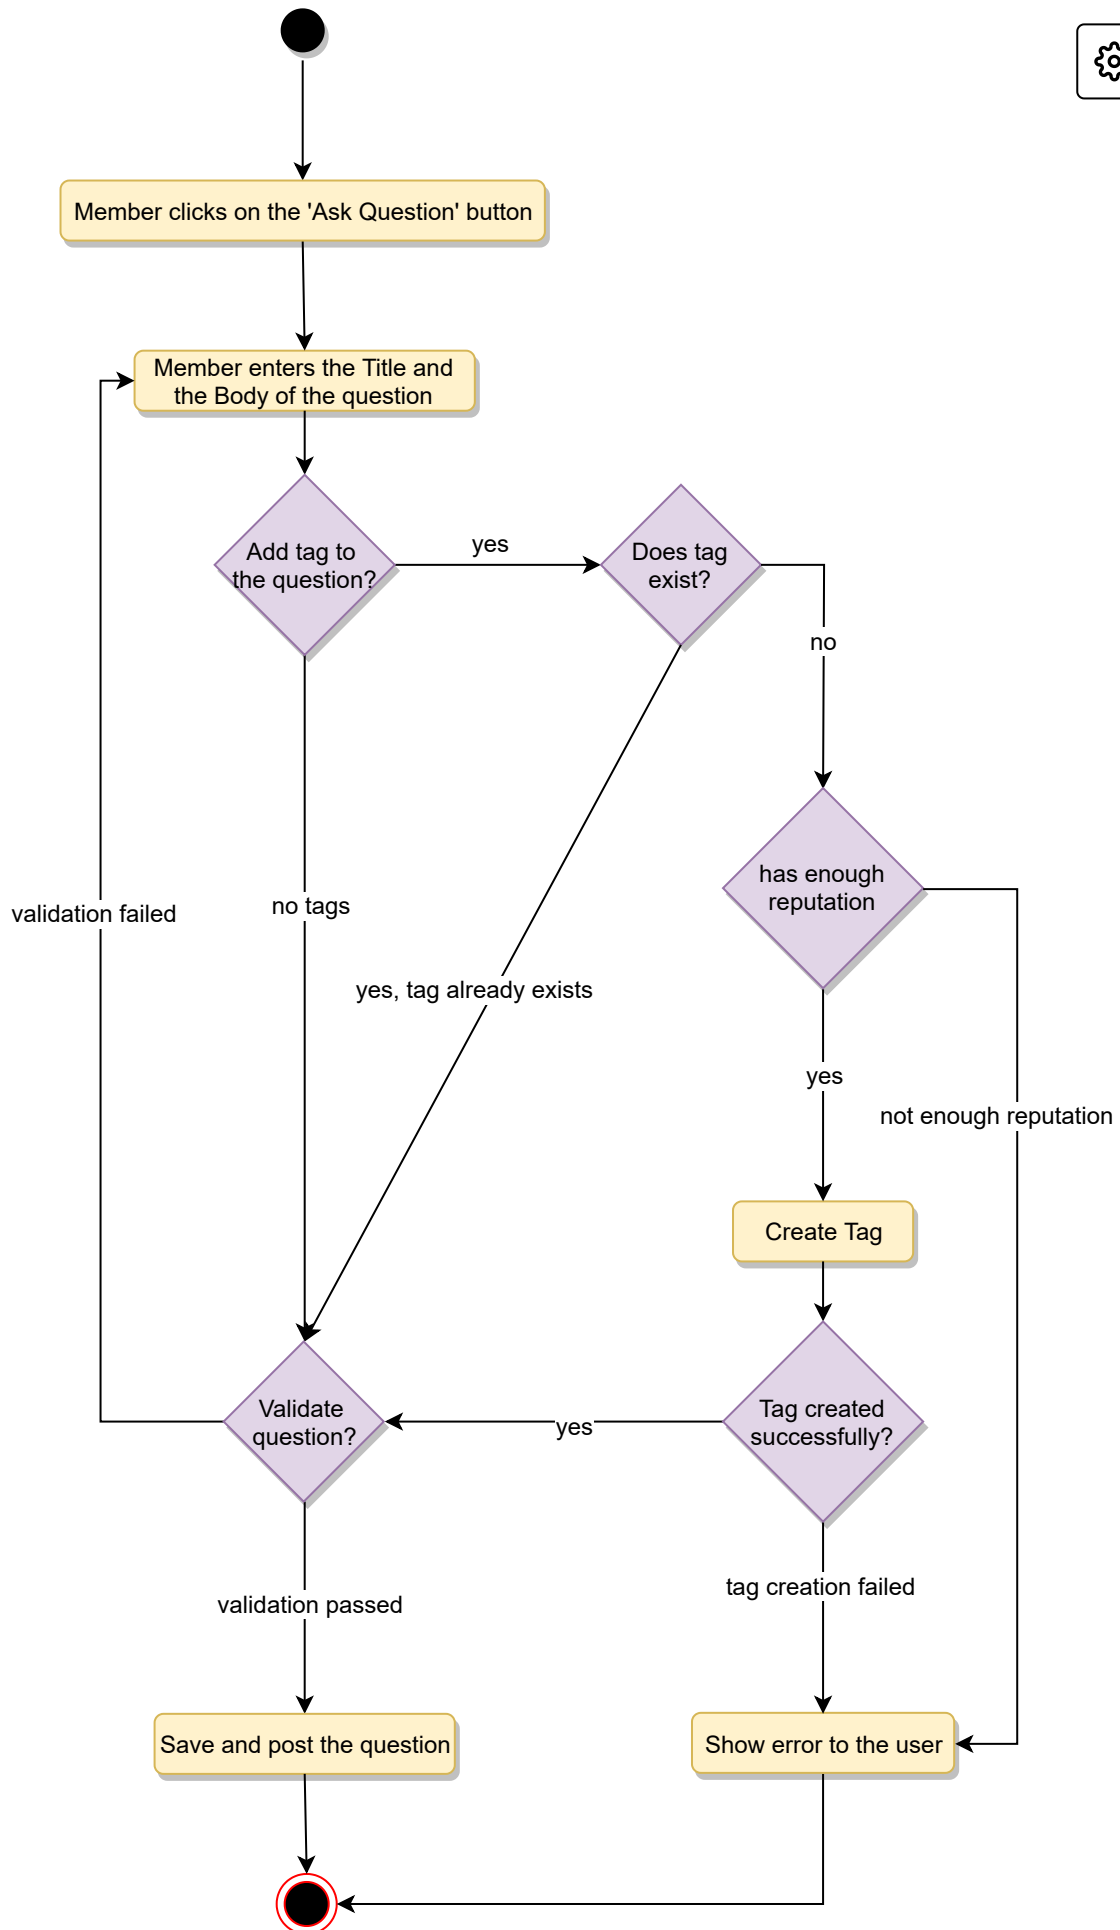 Member clicks on the 'Ask Question' button
Member enters the Title and
the Body of the question
Add tag to
the question?
yes
Does tag
exist?
no
has enough
reputation
no tags
validation failed
yes, tag already exists
yes
not enough reputation
Create Tag
Validate
question?
yes
Tag created
successfully?
validation passed
tag creation failed
Save and post the question
Show error to the user